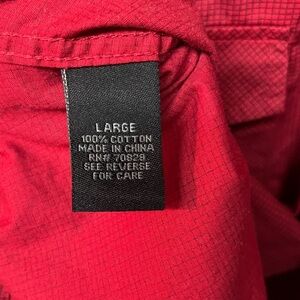 LARGE
100% COTTON
MADE IN CHINA
RN# 70828
SEE REVERSE
FOR CARE